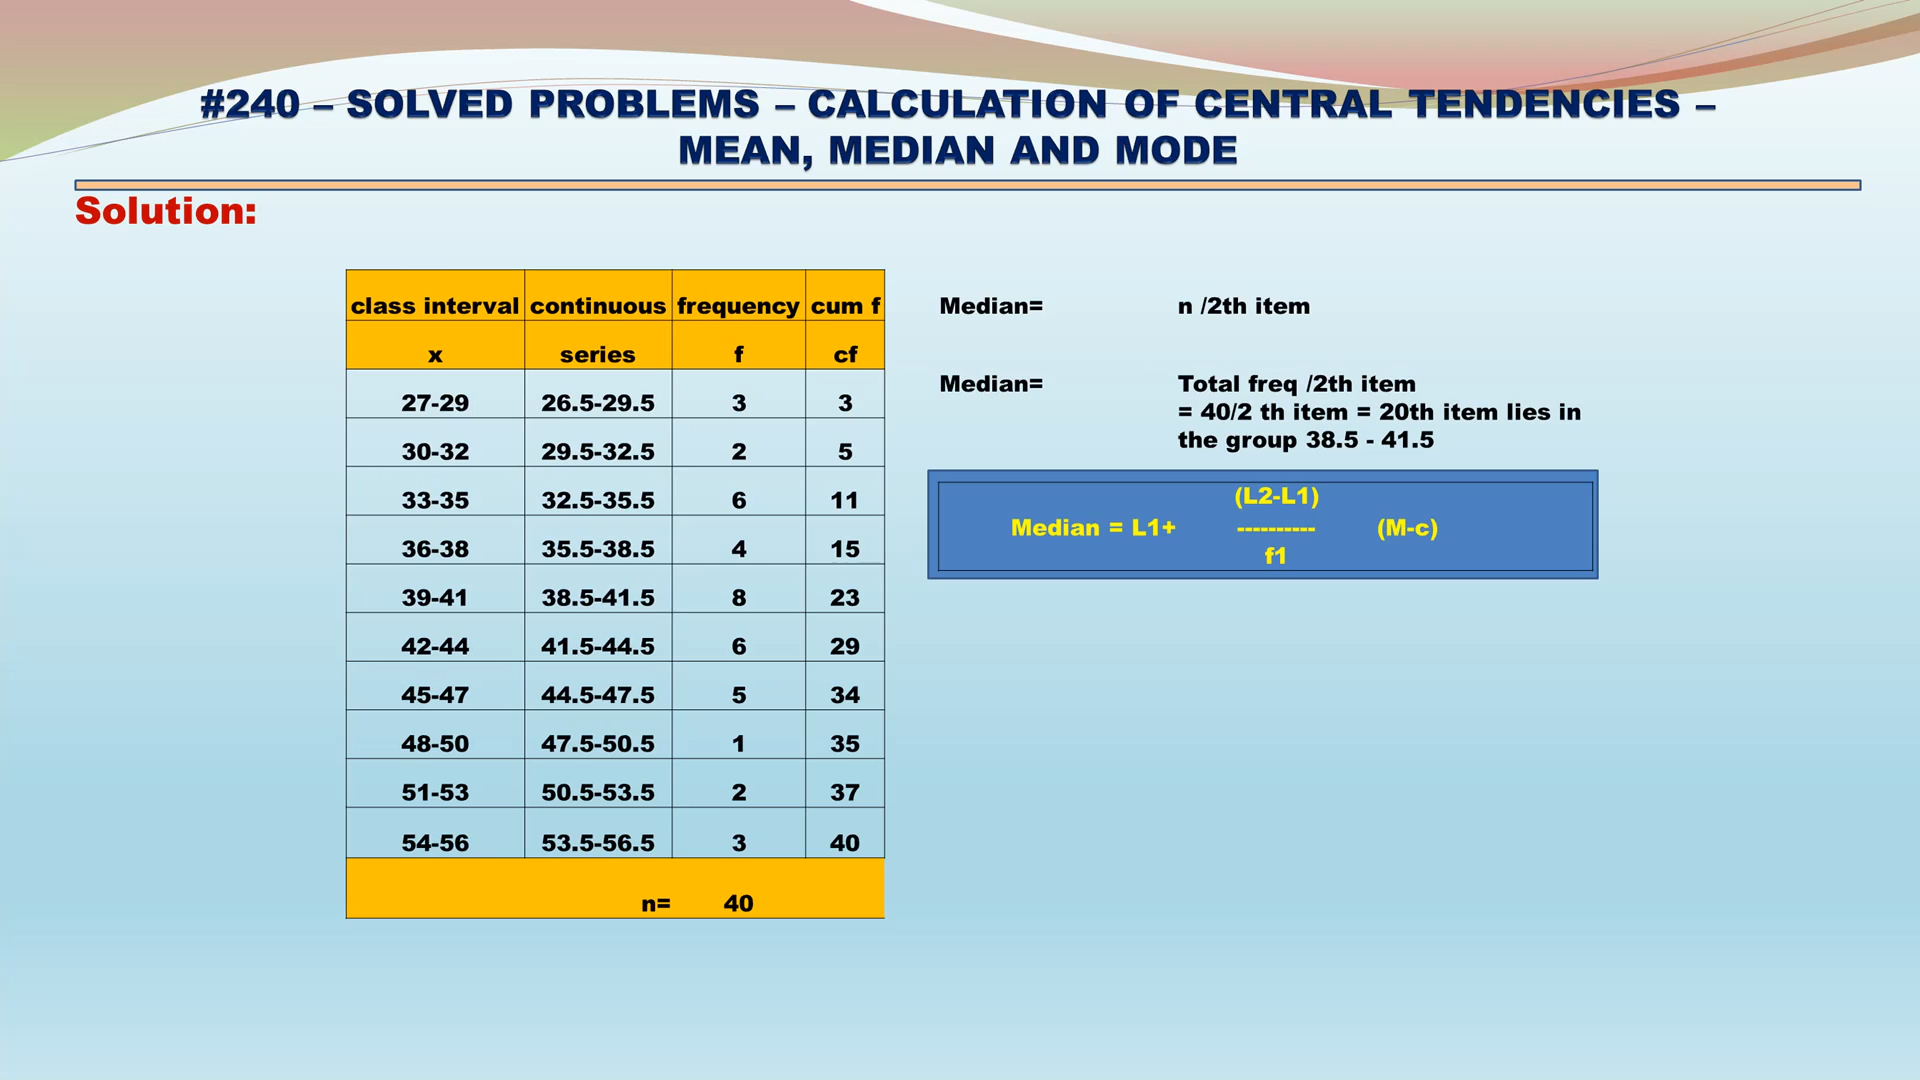 #240 – SOLVED PROBLEMS – CALCULATION OF CENTRAL TENDENCIES –
MEAN, MEDIAN AND MODE
Solution:
class interval continuous frequency cum f
x series f cf
27-29 26.5-29.5 3 3
30-32 29.5-32.5 2 5
33-35 32.5-35.5 6 11
36-38 35.5-38.5 4 15
39-41 38.5-41.5 8 23
42-44 41.5-44.5 6 29
45-47 44.5-47.5 5 34
48-50 47.5-50.5 1 35
51-53 50.5-53.5 2 37
54-56 53.5-56.5 3 40
n= 40
Median= n /2th item
Median= Total freq /2th item
= 40/2 th item = 20th item lies in
the group 38.5 - 41.5
(L2-L1)
Median = L1+ ---------- (M-c)
f1